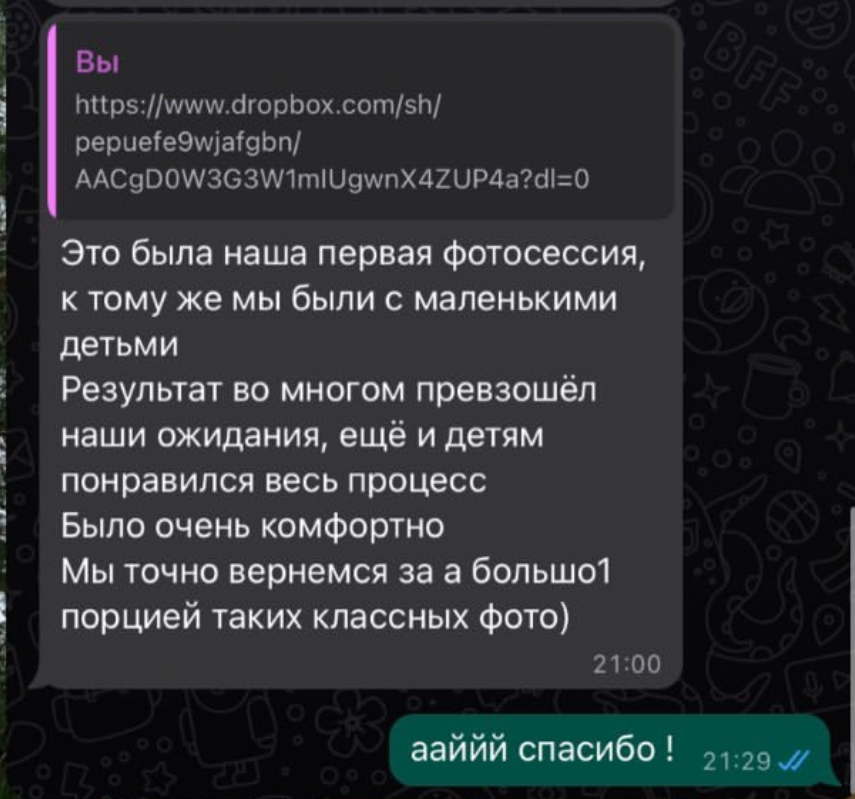 Вы
https://www.dropbox.com/sh/
pepuefe9wjafgbn/
AACgD0W3G3W1mIUgwnX4ZUP4a?dl=0
Это была наша первая фотосессия,
к тому же мы были с маленькими
детьми
Результат во многом превзошёл
наши ожидания, ещё и детям
понравился весь процесс
Было очень комфортно
Мы точно вернемся за а большо1
порцией таких классных фото)
21:00
ааййй спасибо !
21:29
BFF